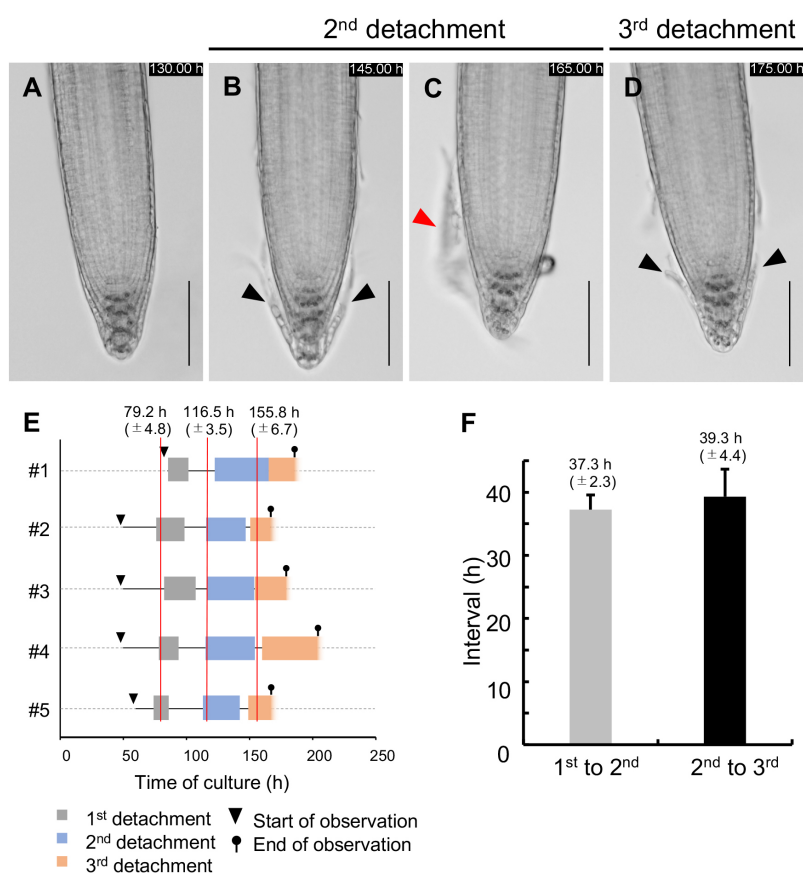 2nd detachment 3rd detachment
A 130.00 h B 145.00 h C 165.00 h D 175.00 h
E
79.2 h 116.5 h 155.8 h
(±4.8) (±3.5) (±6.7)
#1
#2
#3
#4
#5
0 50 100 150 200 250
Time of culture (h)
1st detachment
2nd detachment
3rd detachment
Start of observation
End of observation
F
37.3 h
(±2.3)
39.3 h
(±4.4)
Interval (h)
40
30
20
10
0
1st to 2nd 2nd to 3rd